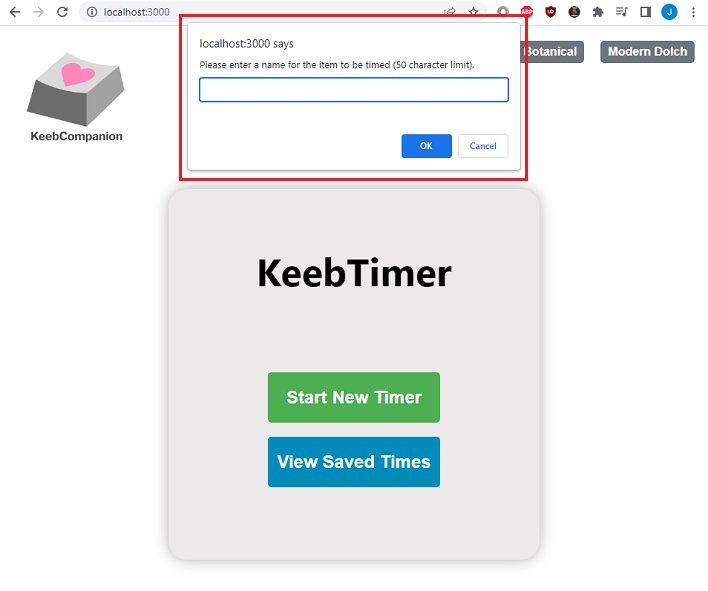 localhost:3000
ABP
J
localhost:3000 says
Please enter a name for the item to be timed (50 character limit).
OK
Cancel
Botanical
Modern Dolch
KeebCompanion
KeebTimer
Start New Timer
View Saved Times